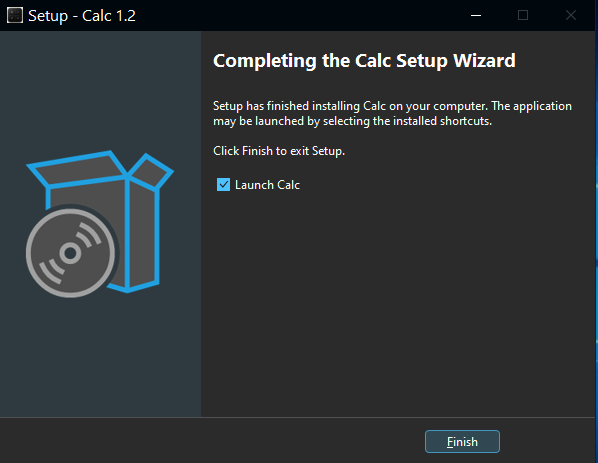 Setup - Calc 1.2
Completing the Calc Setup Wizard
Setup has finished installing Calc on your computer. The application
may be launched by selecting the installed shortcuts.
Click Finish to exit Setup.
Launch Calc
Finish